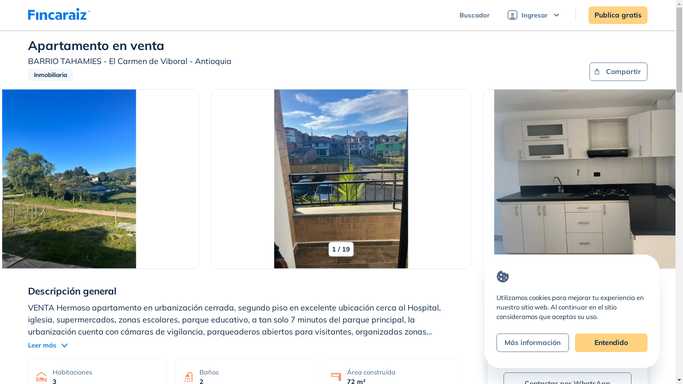 Fincaraiz
Buscador
Ingresar
Publica gratis
Apartamento en venta
BARRIO TAHAMIES - El Carmen de Viboral - Antioquia
Inmobiliaria
Compartir
1 / 19
Descripción general
VENTA Hermoso apartamento en urbanización cerrada, segundo piso en excelente ubicación cerca al Hospital,
iglesia, supermercados, zonas escolares, parque educativo, a tan solo 7 minutos del parque principal, la
urbanización cuenta con cámaras de vigilancia, parqueaderos abiertos para visitantes, organizadas zonas...
Leer más
Habitaciones
3
Baños
2
Área construida
72 m²
Utilizamos cookies para mejorar tu experiencia en
nuestro sitio web. Al continuar en el sitio
consideramos que aceptas su uso.
Más información
Entendido
Contactar por WhatsApp